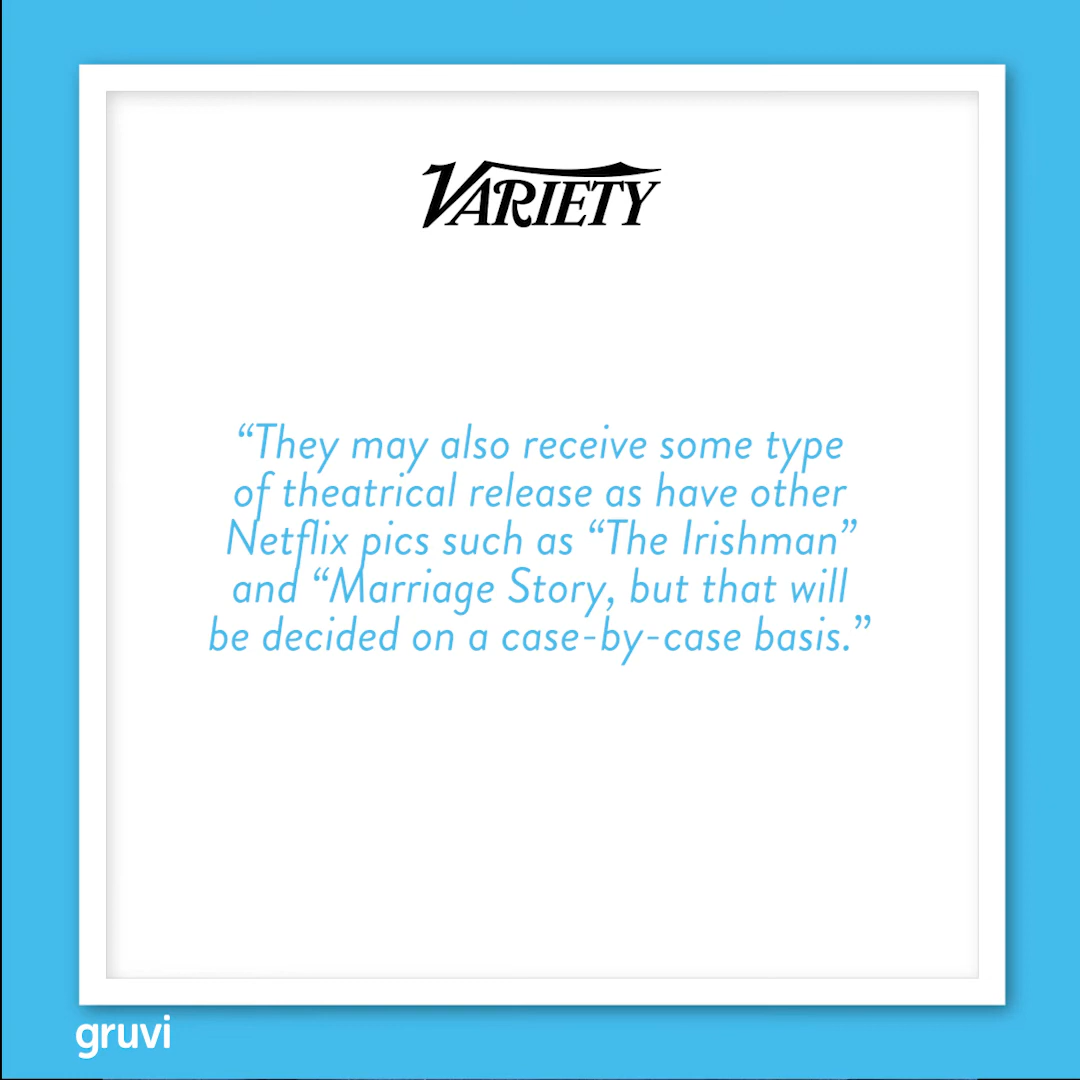 VARIETY
“They may also receive some type
of theatrical release as have other
Netflix pics such as “The Irishman”
and “Marriage Story, but that will
be decided on a case-by-case basis.”
gruvi